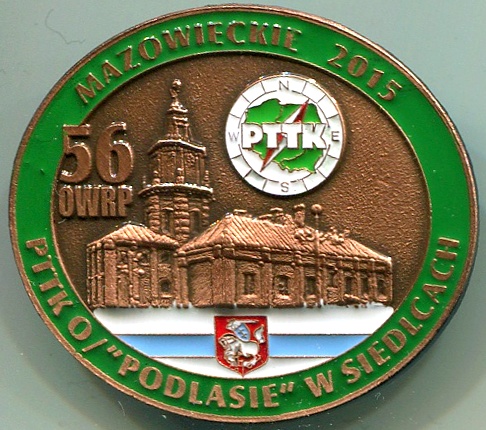 MAZOWIECKIE 2015
56
OWRP
N
W E
S
PTTK
PTTK O/"PODLASIE" W SIEDLCACH